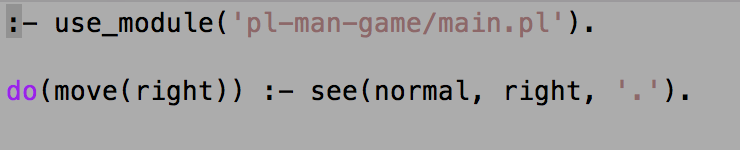 :- use_module('pl-man-game/main.pl').
do(move(right)) :- see(normal, right, '.').